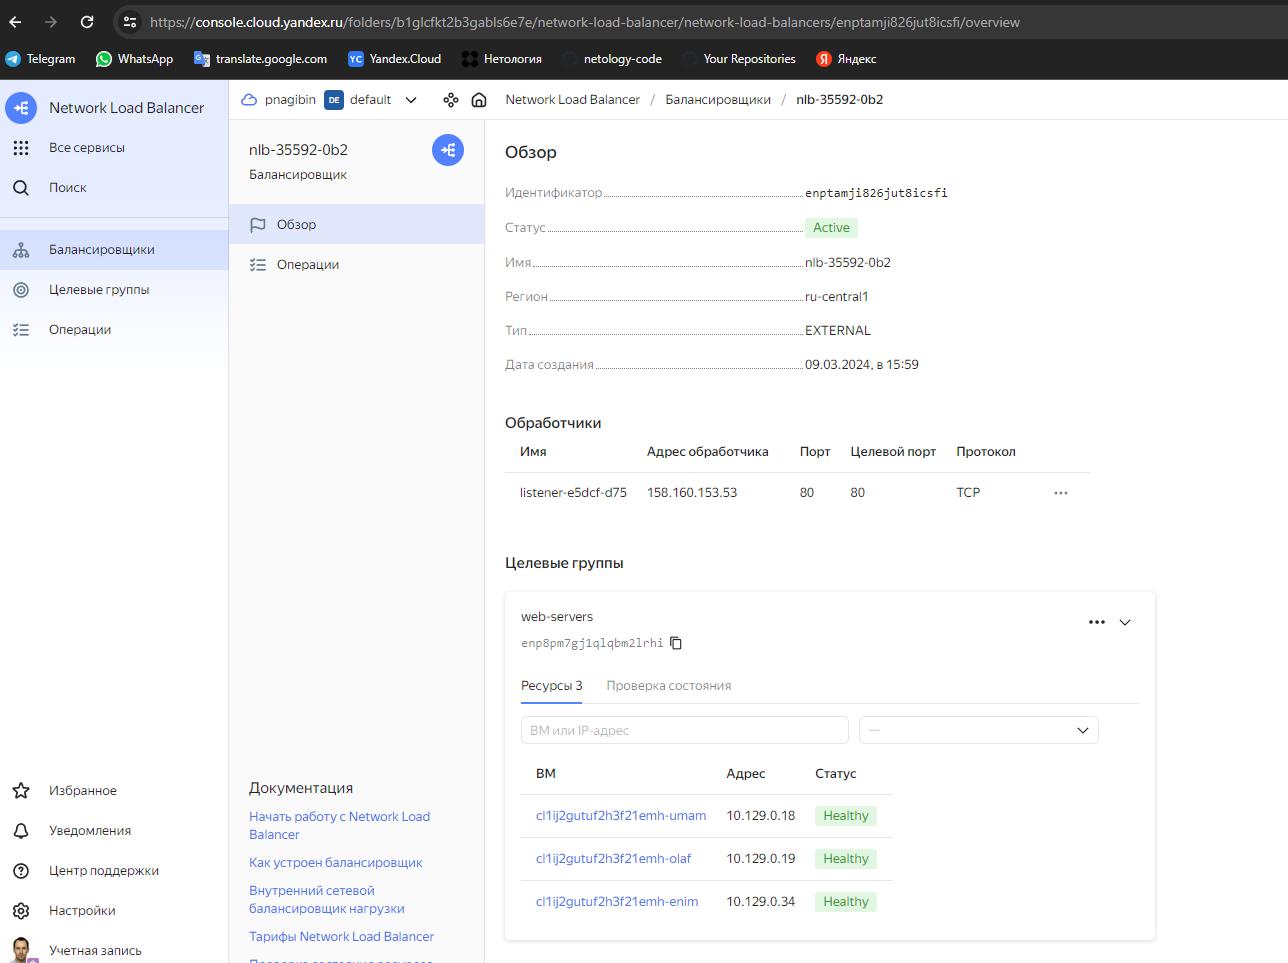 https://console.cloud.yandex.ru/folders/b1glcfkt2b3gabls6e7e/network-load-balancer/network-load-balancers/enptamji826jut8icsfi/overview
Telegram WhatsApp translate.google.com Yandex.Cloud Нетология netology-code Your Repositories Яндекс
Network Load Balancer
Все сервисы
Поиск
Балансировщики
Целевые группы
Операции
Избранное
Уведомления
Центр поддержки
Настройки
Учетная запись
pnagibin DE default
Network Load Balancer / Балансировщики / nlb-35592-0b2
nlb-35592-0b2
Балансировщик
Обзор
Операции
Документация
Начать работу с Network Load
Balancer
Как устроен балансировщик
Внутренний сетевой
балансировщик нагрузки
Тарифы Network Load Balancer
Проверка состояния ресурсов
Обзор
Идентификатор enptamji826jut8icsfi
Статус Active
Имя nlb-35592-0b2
Регион ru-central1
Тип EXTERNAL
Дата создания 09.03.2024, в 15:59
Обработчики
Имя Адрес обработчика Порт Целевой порт Протокол
listener-e5dcf-d75 158.160.153.53 80 80 TCP
Целевые группы
web-servers
enp8pm7gj1qlqbm2lrhi
Ресурсы 3 Проверка состояния
ВМ или IP-адрес —
ВМ Адрес Статус
cl1ij2gutuf2h3f21emh-umam 10.129.0.18 Healthy
cl1ij2gutuf2h3f21emh-olaf 10.129.0.19 Healthy
cl1ij2gutuf2h3f21emh-enim 10.129.0.34 Healthy